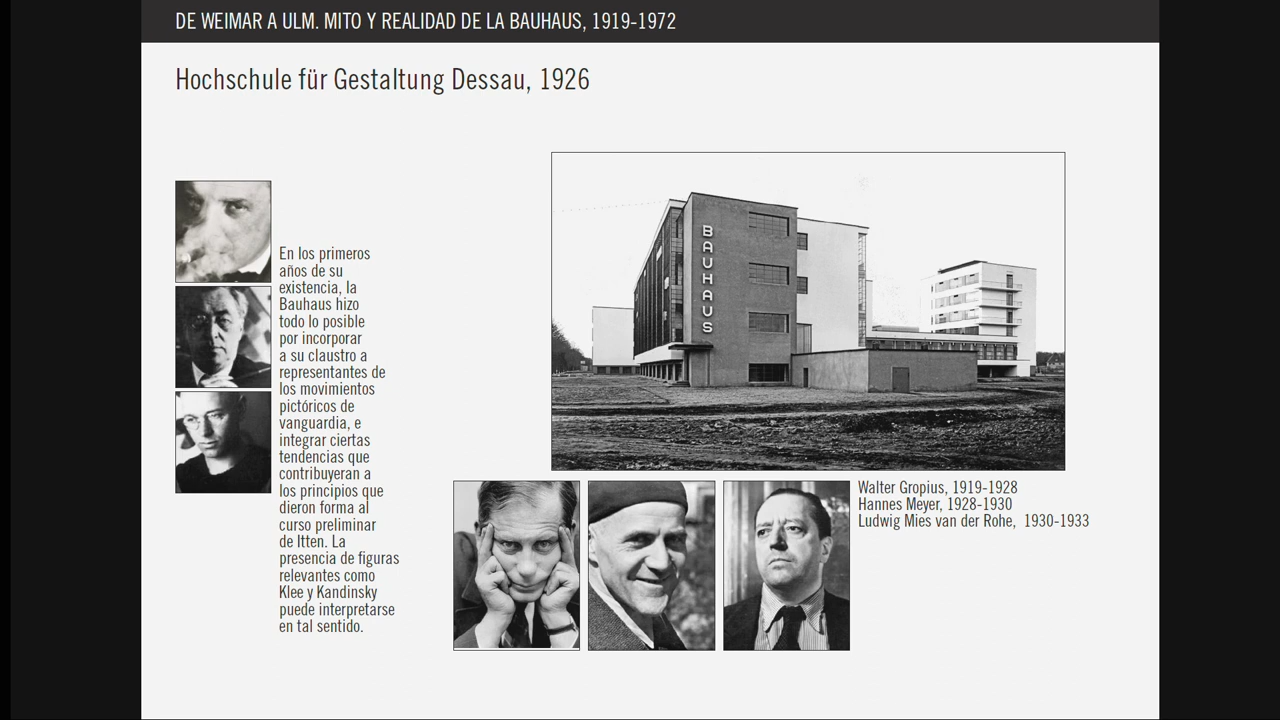 DE WEIMAR A ULM. MITO Y REALIDAD DE LA BAUHAUS, 1919-1972
Hochschule für Gestaltung Dessau, 1926
En los primeros
años de su
existencia, la
Bauhaus hizo
todo lo posible
por incorporar
a su claustro a
representantes de
los movimientos
pictóricos de
vanguardia, e
integrar ciertas
tendencias que
contribuyeran a
los principios que
dieron forma al
curso preliminar
de Itten. La
presencia de figuras
relevantes como
Klee y Kandinsky
puede interpretarse
en tal sentido.
BAUHAUS
Walter Gropius, 1919-1928
Hannes Meyer, 1928-1930
Ludwig Mies van der Rohe, 1930-1933